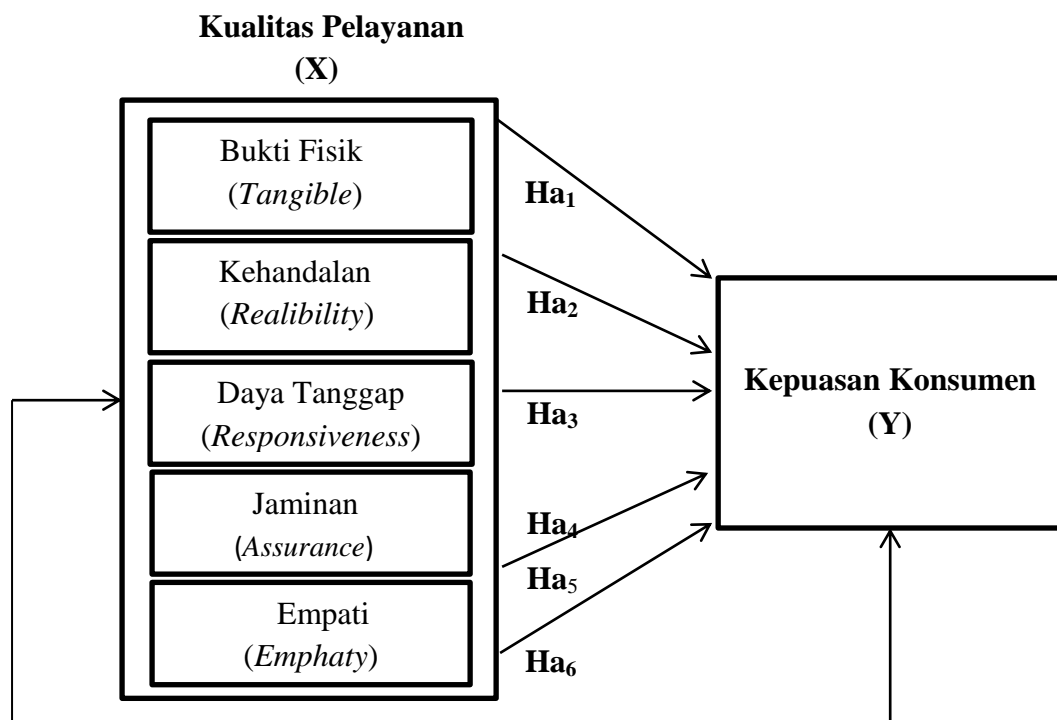 Kualitas Pelayanan
(X)
Bukti Fisik
(Tangible)
Kehandalan
(Realibility)
Daya Tanggap
(Responsiveness)
Jaminan
(Assurance)
Empati
(Emphaty)
Ha₁
Ha₂
Ha₃
Ha₄
Ha₅
Ha₆
Kepuasan Konsumen
(Y)